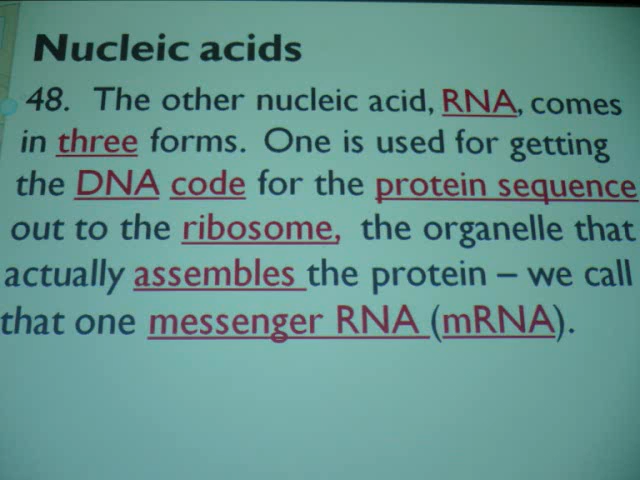 Nucleic acids
48. The other nucleic acid, RNA, comes
in three forms. One is used for getting
the DNA code for the protein sequence
out to the ribosome, the organelle that
actually assembles the protein – we call
that one messenger RNA (mRNA).